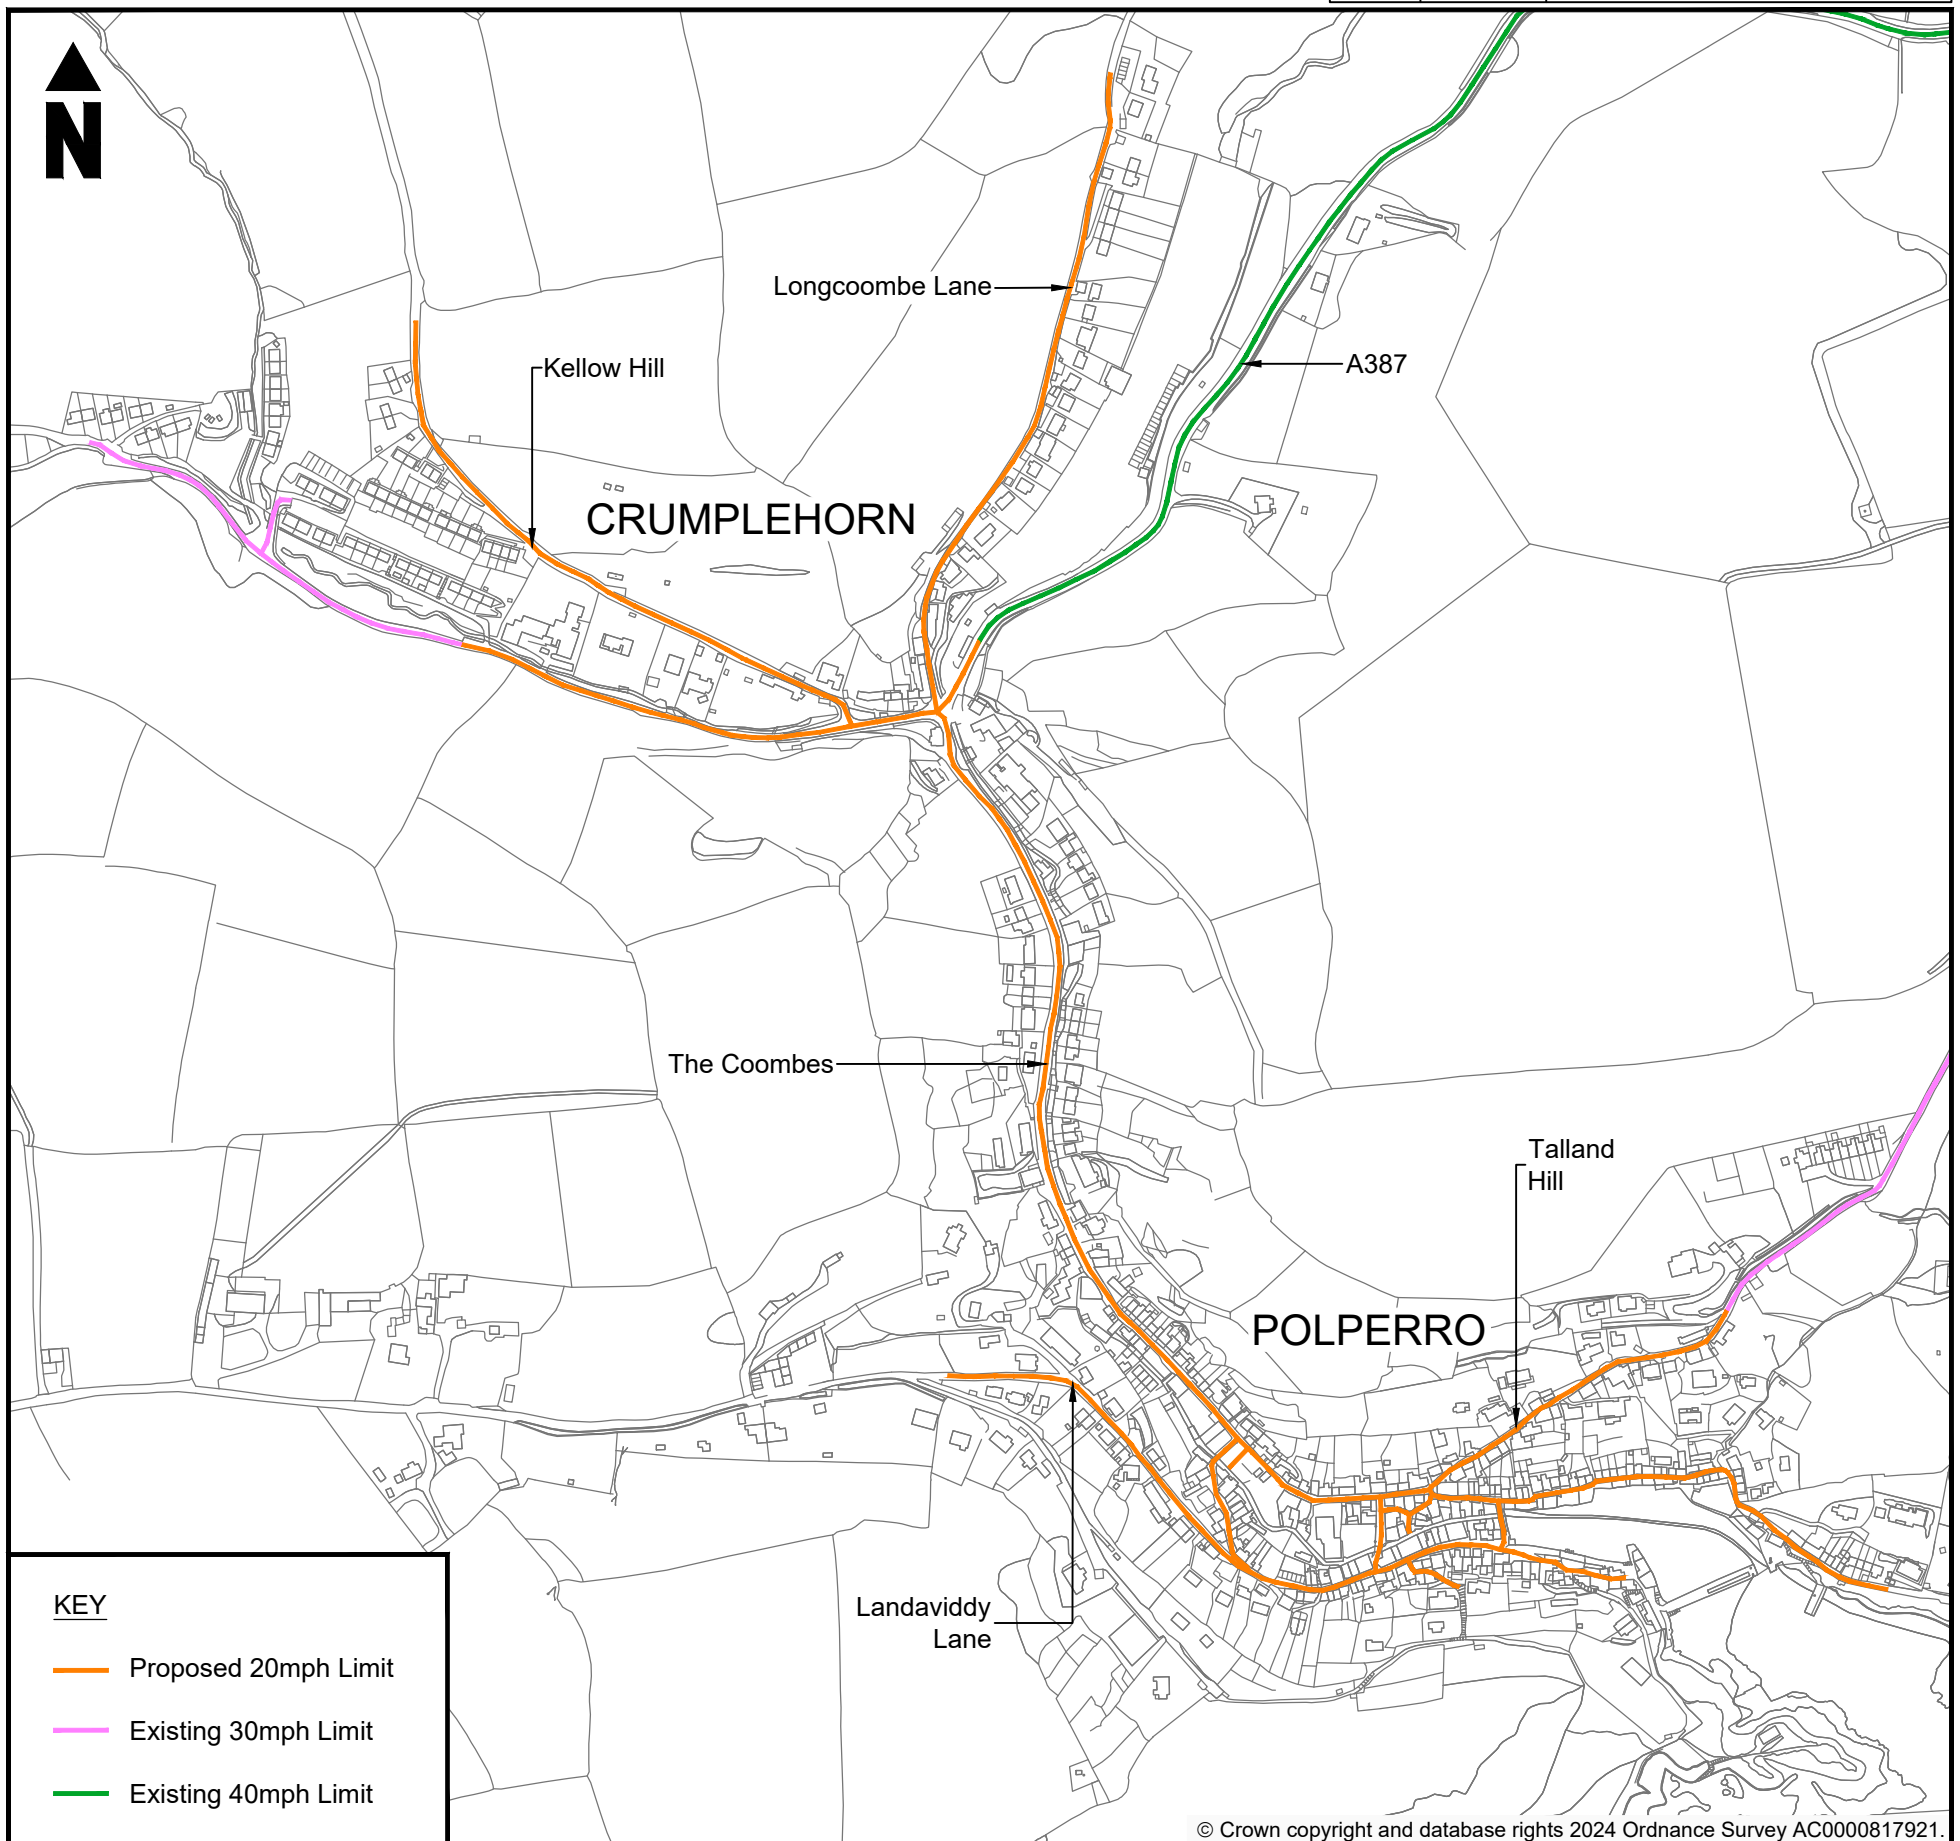 N
Longcoombe Lane
A387
Kellow Hill
CRUMPLEHORN
The Coombes
Talland
Hill
POLPERRO
Landaviddy
Lane
KEY
Proposed 20mph Limit
Existing 30mph Limit
Existing 40mph Limit
© Crown copyright and database rights 2024 Ordnance Survey AC0000817921.